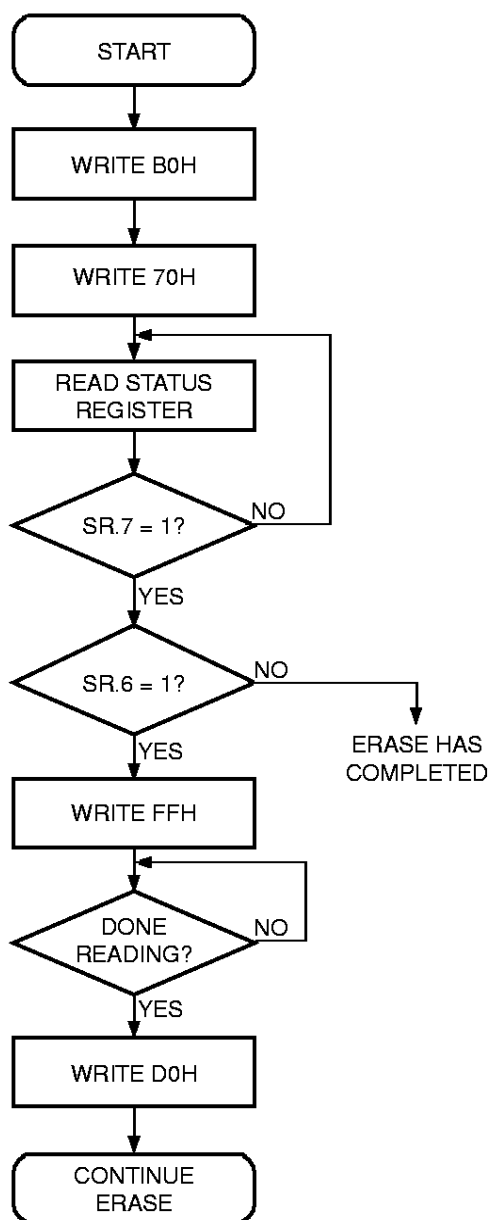 START
WRITE B0H
WRITE 70H
READ STATUS
REGISTER
SR.7 = 1?
NO
YES
SR.6 = 1?
NO
YES
ERASE HAS
COMPLETED
WRITE FFH
DONE
READING?
NO
YES
WRITE D0H
CONTINUE
ERASE